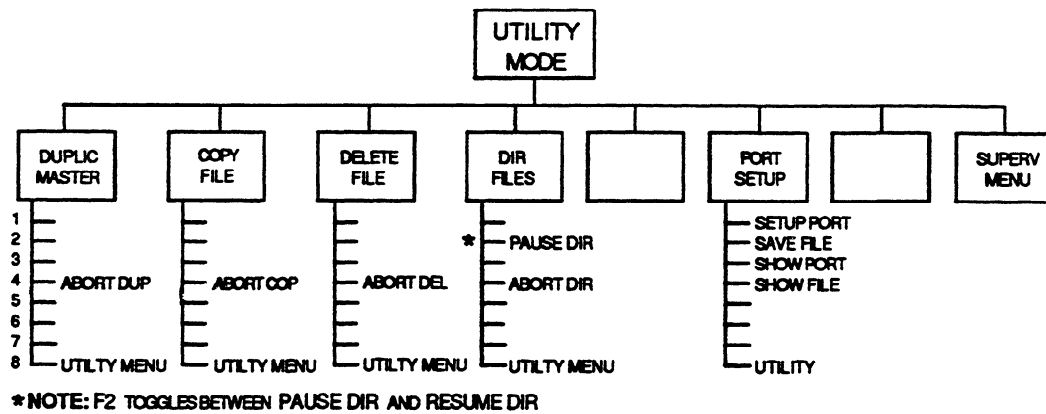 UTILITY
MODE
DUPLIC
MASTER
COPY
FILE
DELETE
FILE
DIR
FILES
PORT
SETUP
SUPERV
MENU
1 SETUP PORT
2 * PAUSE DIR SAVE FILE
3 SHOW PORT
4 ABORT DUP ABORT COP ABORT DEL ABORT DIR SHOW FILE
5
6
7
8 UTILTY MENU UTILTY MENU UTILTY MENU UTILTY MENU UTILITY
*NOTE: F2 TOGGLES BETWEEN PAUSE DIR AND RESUME DIR